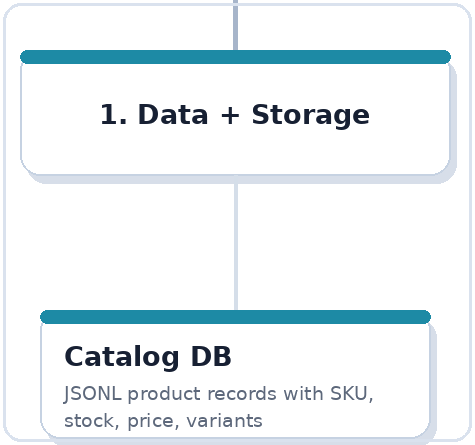 1. Data + Storage
Catalog DB
JSONL product records with SKU,
stock, price, variants